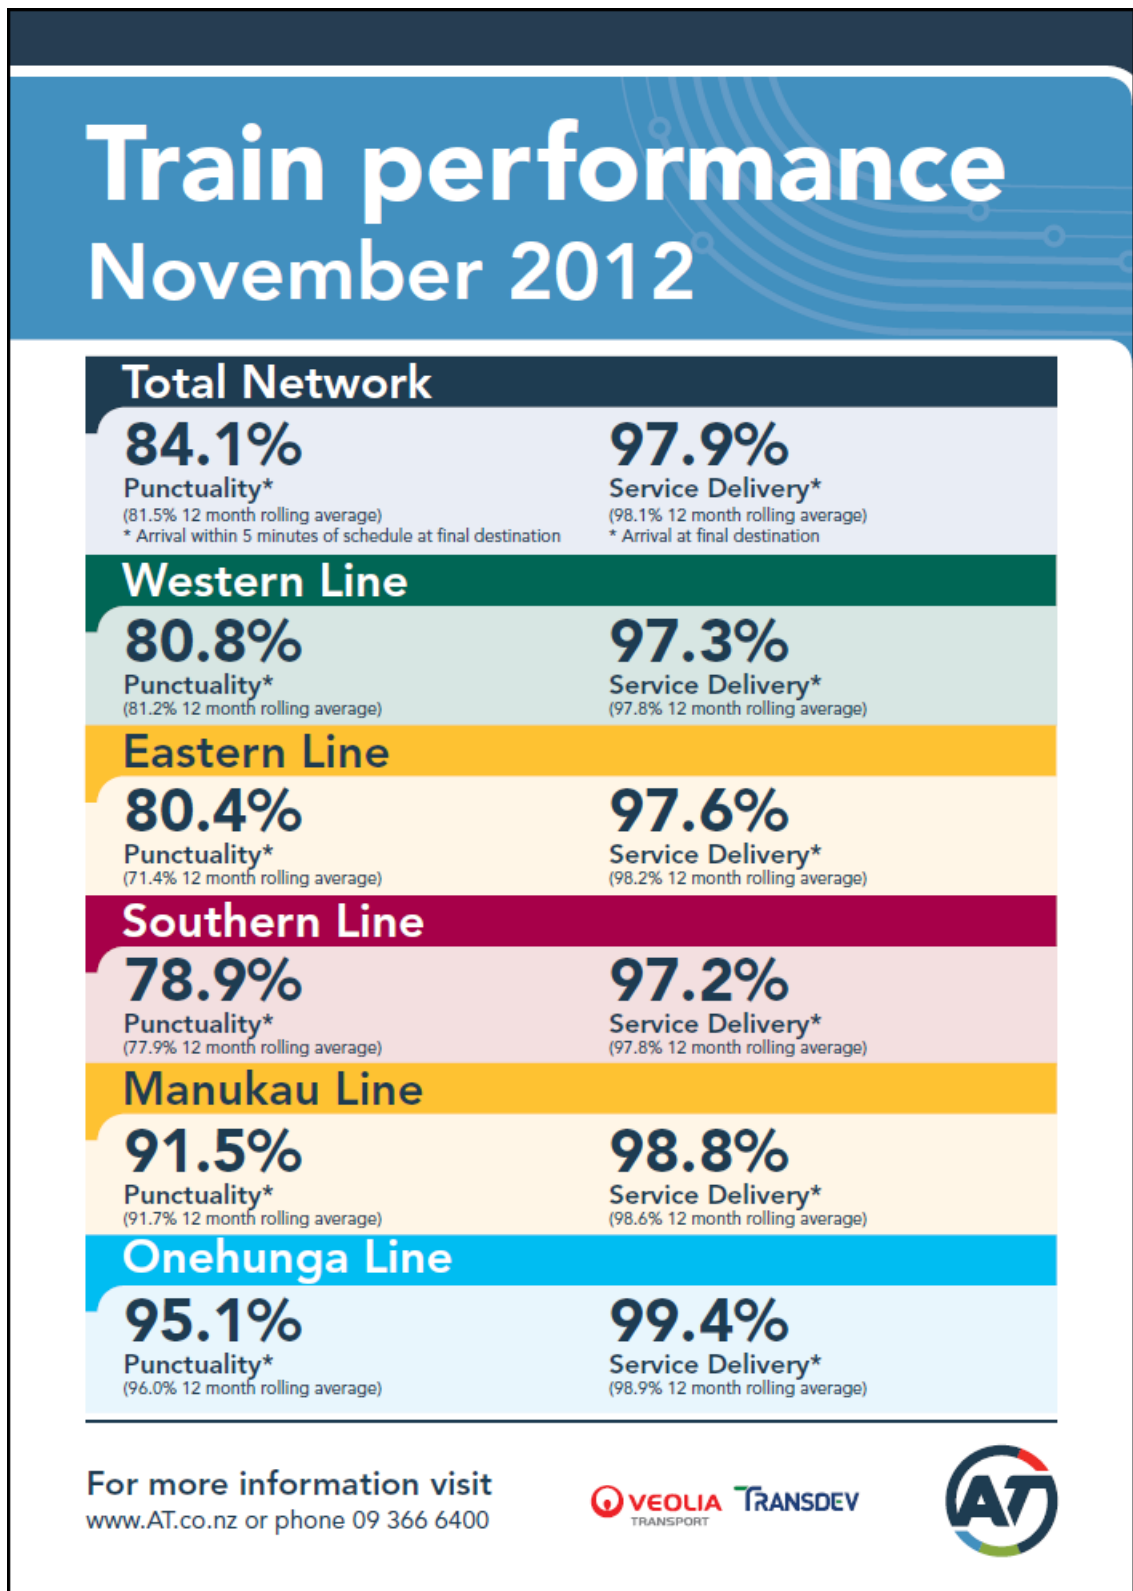 Train performance
November 2012
Total Network
84.1% 97.9%
Punctuality* Service Delivery*
(81.5% 12 month rolling average) (98.1% 12 month rolling average)
* Arrival within 5 minutes of schedule at final destination * Arrival at final destination
Western Line
80.8% 97.3%
Punctuality* Service Delivery*
(81.2% 12 month rolling average) (97.8% 12 month rolling average)
Eastern Line
80.4% 97.6%
Punctuality* Service Delivery*
(71.4% 12 month rolling average) (98.2% 12 month rolling average)
Southern Line
78.9% 97.2%
Punctuality* Service Delivery*
(77.9% 12 month rolling average) (97.8% 12 month rolling average)
Manukau Line
91.5% 98.8%
Punctuality* Service Delivery*
(91.7% 12 month rolling average) (98.6% 12 month rolling average)
Onehunga Line
95.1% 99.4%
Punctuality* Service Delivery*
(96.0% 12 month rolling average) (98.9% 12 month rolling average)
For more information visit
www.AT.co.nz or phone 09 366 6400
VEOLIA TRANSDEV
TRANSPORT
AT